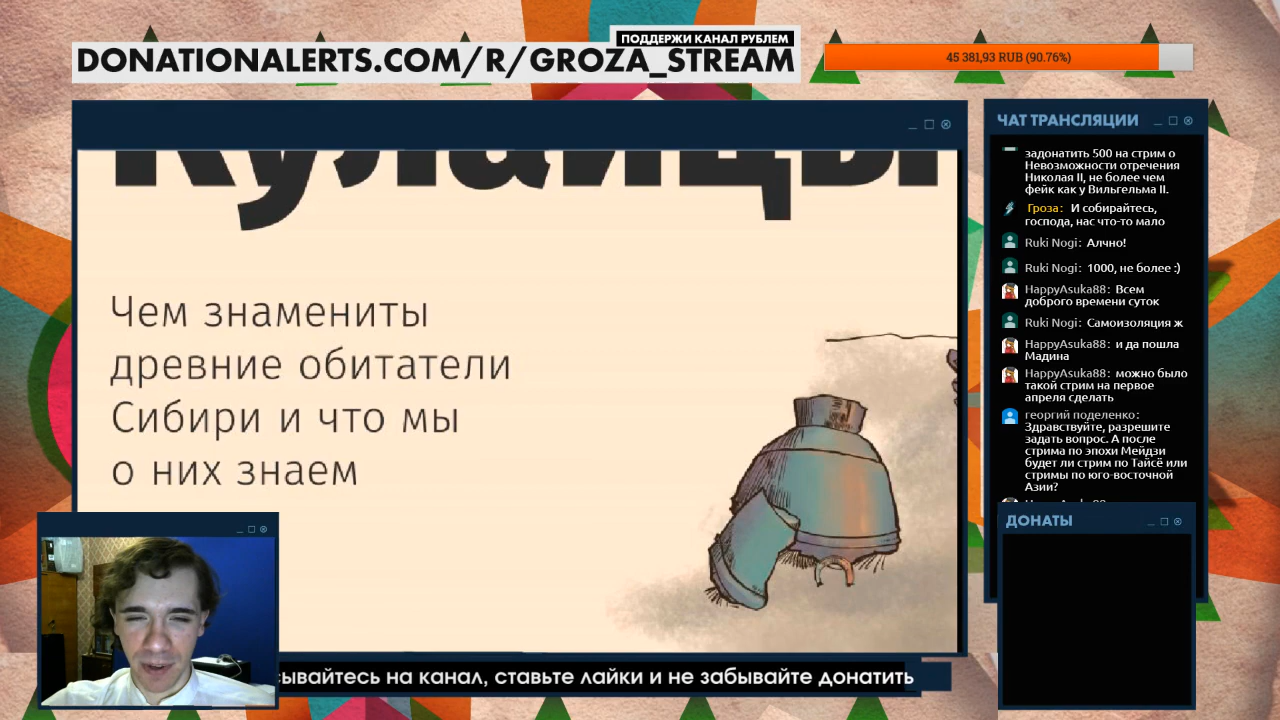 ПОДДЕРЖИ КАНАЛ РУБЛЕМ
DONATIONALERTS.COM/R/GROZA_STREAM
45 381,93 RUB (90.76%)
Кулайцы
Чем знамениты
древние обитатели
Сибири и что мы
о них знаем
ЧАТ ТРАНСЛЯЦИИ
задонатить 500 на стрим о
Невозможности отречения
Николая II, не более чем
фейк как у Вильгельма II.
Гроза: И собирайтесь,
господа, нас что-то мало
Ruki Nogi: Алчно!
Ruki Nogi: 1000, не более :)
HappyAsuka88: Всем
доброго времени суток
Ruki Nogi: Самоизоляция ж
HappyAsuka88: и да пошла
Мадина
HappyAsuka88: можно было
такой стрим на первое
апреля сделать
георгий поделенко:
Здравствуйте, разрешите
задать вопрос. А после
стрима по эпохи Мейдзи
будет ли стрим по Тайсё или
стримы по юго-восточной
Азии?
ДОНАТЫ
сывайтесь на канал, ставьте лайки и не забывайте донатить